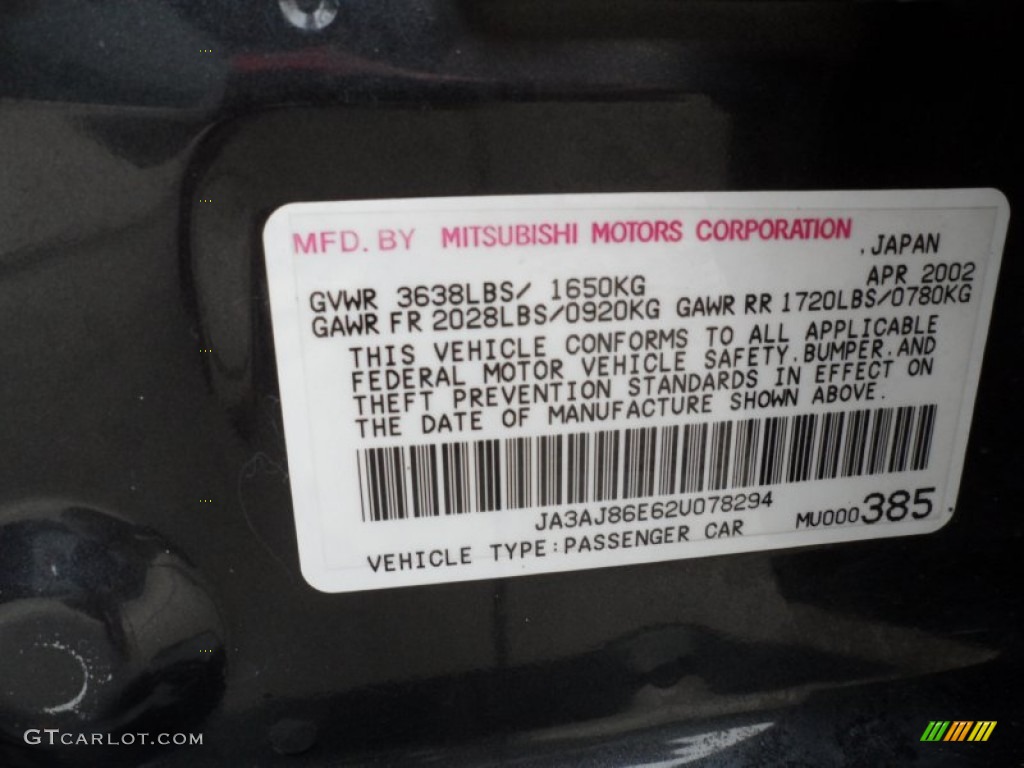 MFD. BY MITSUBISHI MOTORS CORPORATION
.JAPAN
GVWR 3638LBS/ 1650KG APR 2002
GAWR FR 2028LBS/0920KG GAWR RR 1720LBS/0780KG
THIS VEHICLE CONFORMS TO ALL APPLICABLE
FEDERAL MOTOR VEHICLE SAFETY.BUMPER.AND
THEFT PREVENTION STANDARDS IN EFFECT ON
THE DATE OF MANUFACTURE SHOWN ABOVE.
JA3AJ86E62U078294
MU000385
VEHICLE TYPE:PASSENGER CAR
GTCARLOT.COM